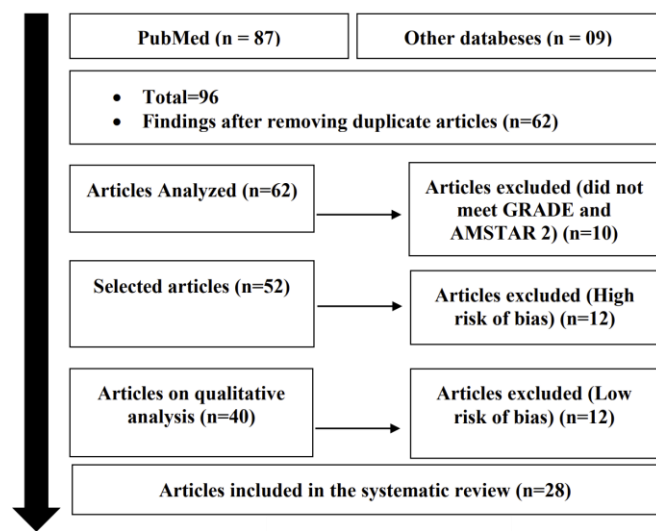 PubMed (n = 87)
Other databeses (n = 09)
• Total=96
• Findings after removing duplicate articles (n=62)
Articles Analyzed (n=62)
Articles excluded (did not
meet GRADE and
AMSTAR 2) (n=10)
Selected articles (n=52)
Articles excluded (High
risk of bias) (n=12)
Articles on qualitative
analysis (n=40)
Articles excluded (Low
risk of bias) (n=12)
Articles included in the systematic review (n=28)